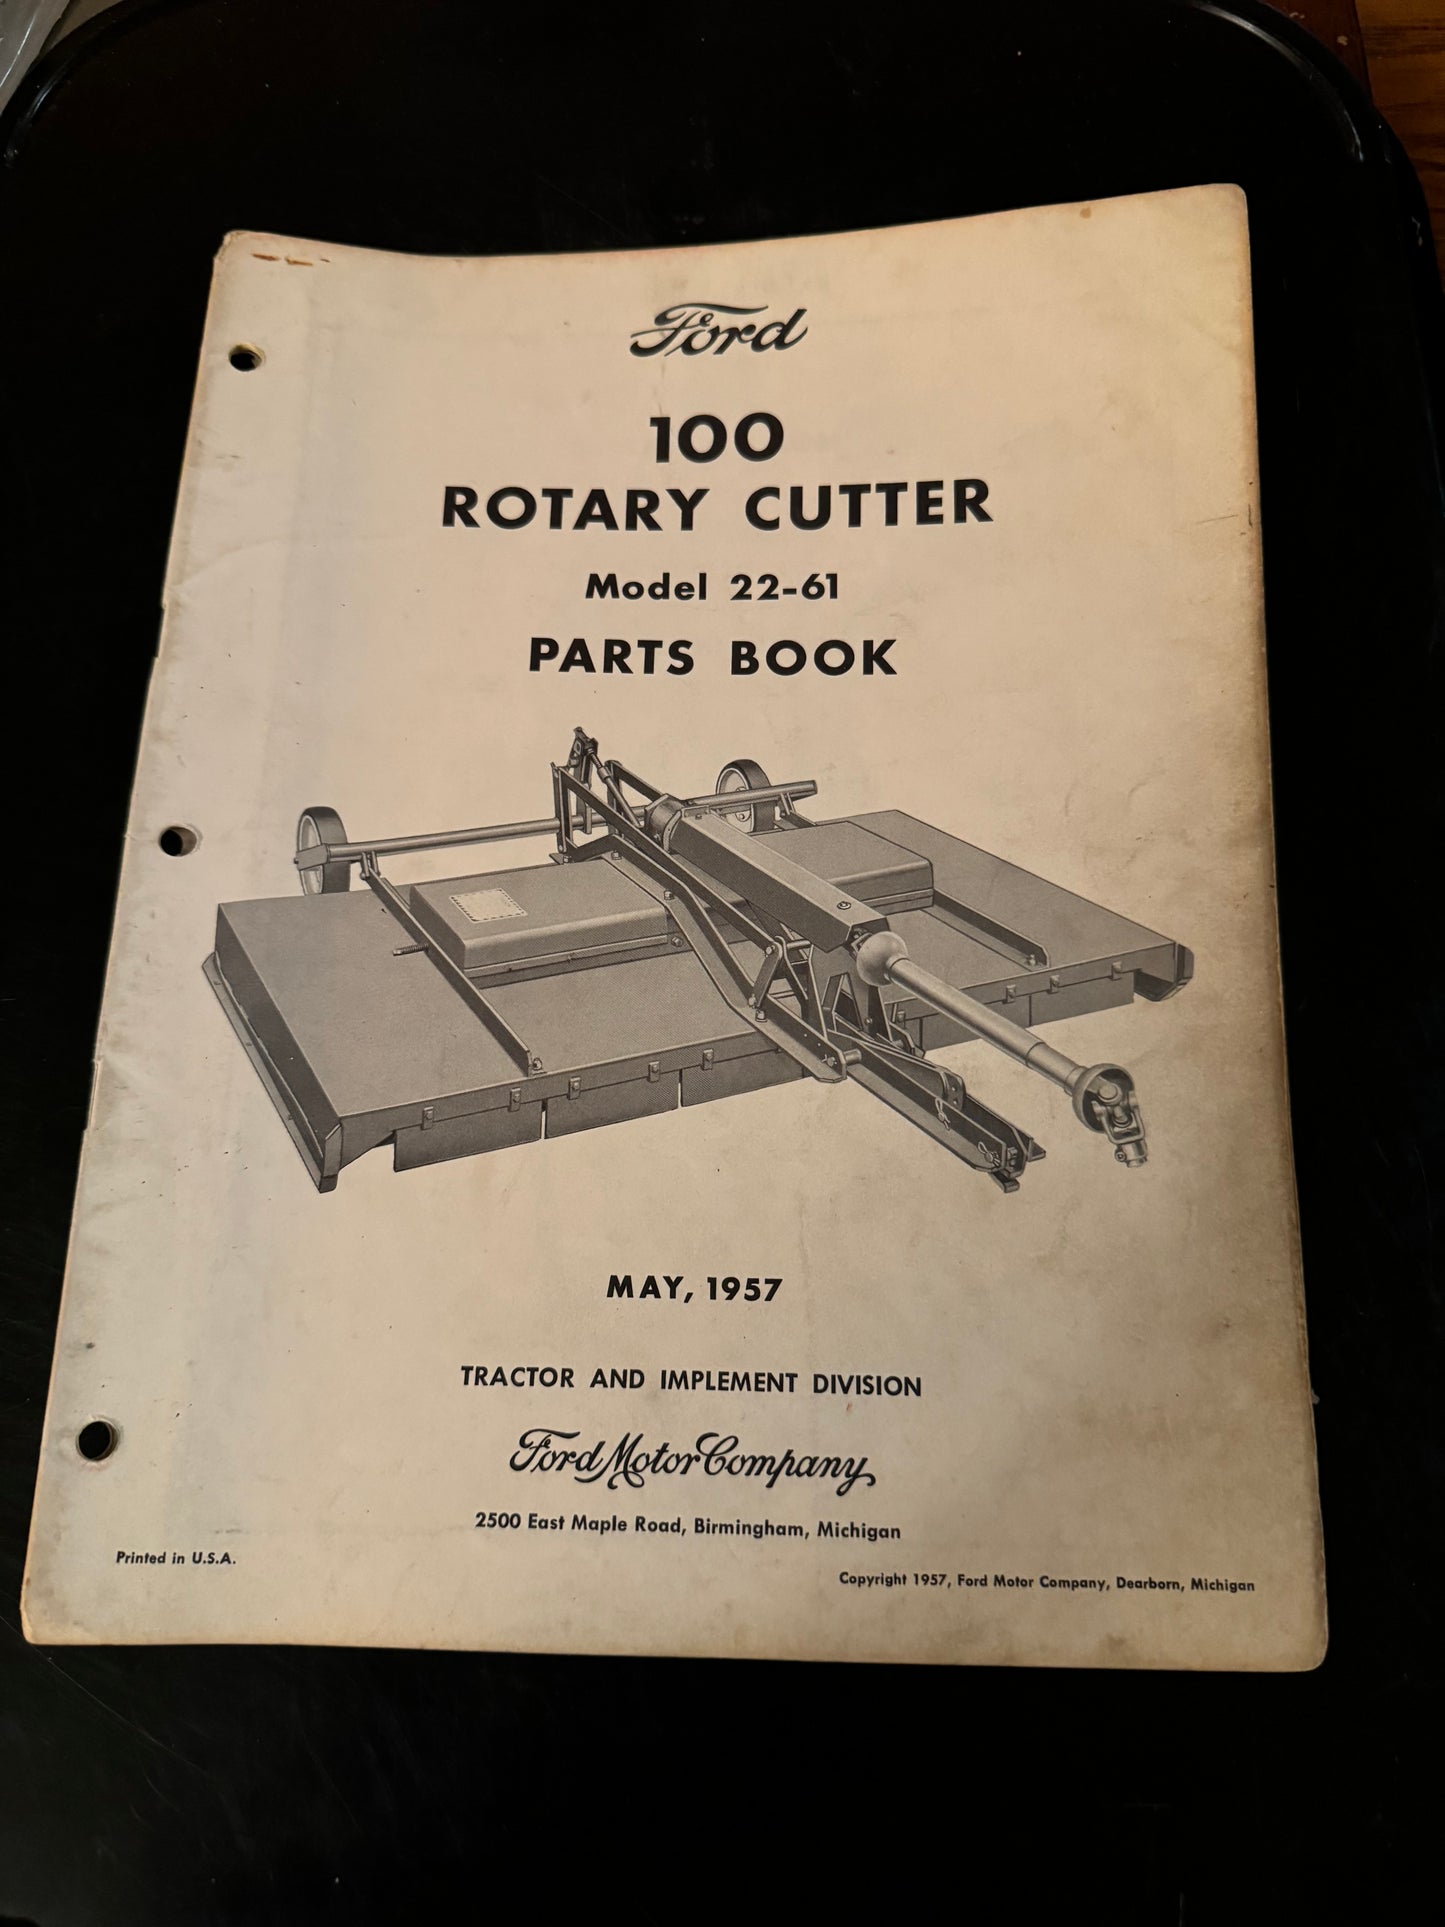 Ford
100
ROTARY CUTTER
Model 22-61
PARTS BOOK
MAY, 1957
TRACTOR AND IMPLEMENT DIVISION
Ford Motor Company,
2500 East Maple Road, Birmingham, Michigan
Printed in U.S.A.
Copyright 1957, Ford Motor Company, Dearborn, Michigan